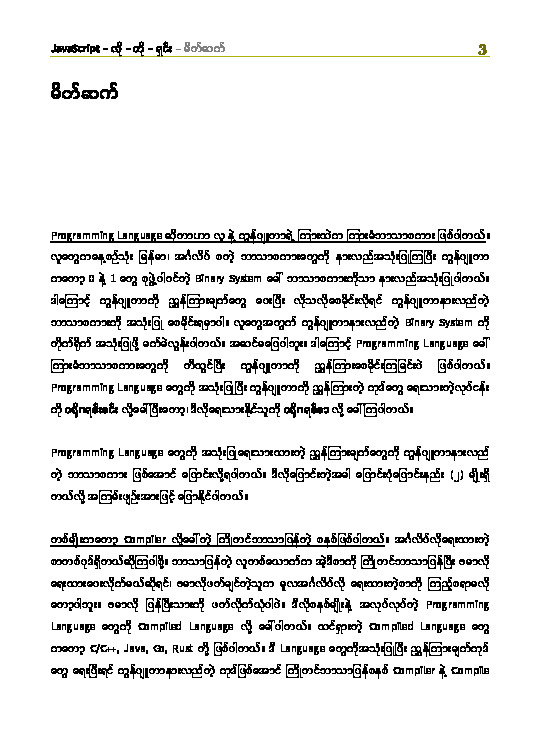 JavaScript – လို – တို – ရှင်း – မိတ်ဆက် 3
မိတ်ဆက်
Programming Language ဆိုတာဟာ လူ နဲ့ ကွန်ပျူတာရဲ့ ကြားထဲက ကြားခံဘာသာစကား ဖြစ်ပါတယ်။
လူတွေကနေ့စဉ်သုံး မြန်မာ၊ အင်္ဂလိပ် စတဲ့ ဘာသာစကားတွေကို နားလည်အသုံးပြုကြပြီး ကွန်ပျူတာ
ကတော့ 0 နဲ့ 1 တွေ စုဖွဲ့ပါဝင်တဲ့ Binary System ခေါ် ဘာသာစကားကိုသာ နားလည်အသုံးပြုပါတယ်။
ဒါကြောင့် ကွန်ပျူတာကို ညွှန်ကြားချက်တွေ ပေးပြီး လိုသလိုစေခိုင်းလိုရင် ကွန်ပျူတာနားလည်တဲ့
ဘာသာစကားကို အသုံးပြု စေခိုင်းရမှာပါ။ လူတွေအတွက် ကွန်ပျူတာနားလည်တဲ့ Binary System ကို
တိုက်ရိုက် အသုံးပြုဖို့ ခက်ခဲလွန်းပါတယ်။ အဆင်မပြေပါဘူး။ ဒါကြောင့် Programming Language ခေါ်
ကြားခံဘာသာစကားတွေကို တီထွင်ပြီး ကွန်ပျူတာကို ညွှန်ကြားစေခိုင်းကြခြင်းပဲ ဖြစ်ပါတယ်။
Programming Language တွေကို အသုံးပြုပြီး ကွန်ပျူတာကို ညွှန်ကြားတဲ့ ကုဒ်တွေ ရေးသားတဲ့လုပ်ငန်း
ကို ပရိုဂရမ်းမင်း လို့ခေါ်ပြီးတော့၊ ဒီလိုရေးသားနိုင်သူကို ပရိုဂရမ်မာ လို့ ခေါ်ကြပါတယ်။
Programming Language တွေကို အသုံးပြုရေးသားထားတဲ့ ညွှန်ကြားချက်တွေကို ကွန်ပျူတာနားလည်
တဲ့ ဘာသာစကား ဖြစ်အောင် ပြောင်းလို့ရပါတယ်။ ဒီလိုပြောင်းတဲ့အခါ ပြောင်းပုံပြောင်းနည်း (၂) မျိုးရှိ
တယ်လို့ အကြမ်းဖျဉ်းအားဖြင့် ပြောနိုင်ပါတယ်။
တစ်မျိုးကတော့ Compiler လို့ခေါ်တဲ့ ကြိုတင်ဘာသာပြန်တဲ့ စနစ်ဖြစ်ပါတယ်။ အင်္ဂလိပ်လိုရေးထားတဲ့
စာတစ်ပုဒ်ရှိတယ်ဆိုကြပါစို့။ ဘာသာပြန်တဲ့ လူတစ်ယောက်က အဲ့ဒီစာကို ကြိုတင်ဘာသာပြန်ပြီး ဗမာလို
ရေးထားပေးလိုက်မယ်ဆိုရင်၊ ဗမာလိုဖတ်ချင်တဲ့သူက မူလအင်္ဂလိပ်လို ရေးထားတဲ့စာကို ကြည့်စရာမလို
တော့ပါဘူး။ ဗမာလို ပြန်ပြီးသားကို ဖတ်လိုက်ယုံပါပဲ။ ဒီလိုစနစ်မျိုးနဲ့ အလုပ်လုပ်တဲ့ Programming
Language တွေကို Compiled Language လို့ ခေါ်ပါတယ်။ ထင်ရှားတဲ့ Compiled Language တွေ
ကတော့ C/C++, Java, Go, Rust တို့ ဖြစ်ပါတယ်။ ဒီ Language တွေကိုအသုံးပြုပြီး ညွှန်ကြားချက်ကုဒ်
တွေ ရေးပြီးရင် ကွန်ပျူတာနားလည်တဲ့ ကုဒ်ဖြစ်အောင် ကြိုတင်ဘာသာပြန်စနစ် Compiler နဲ့ Compile